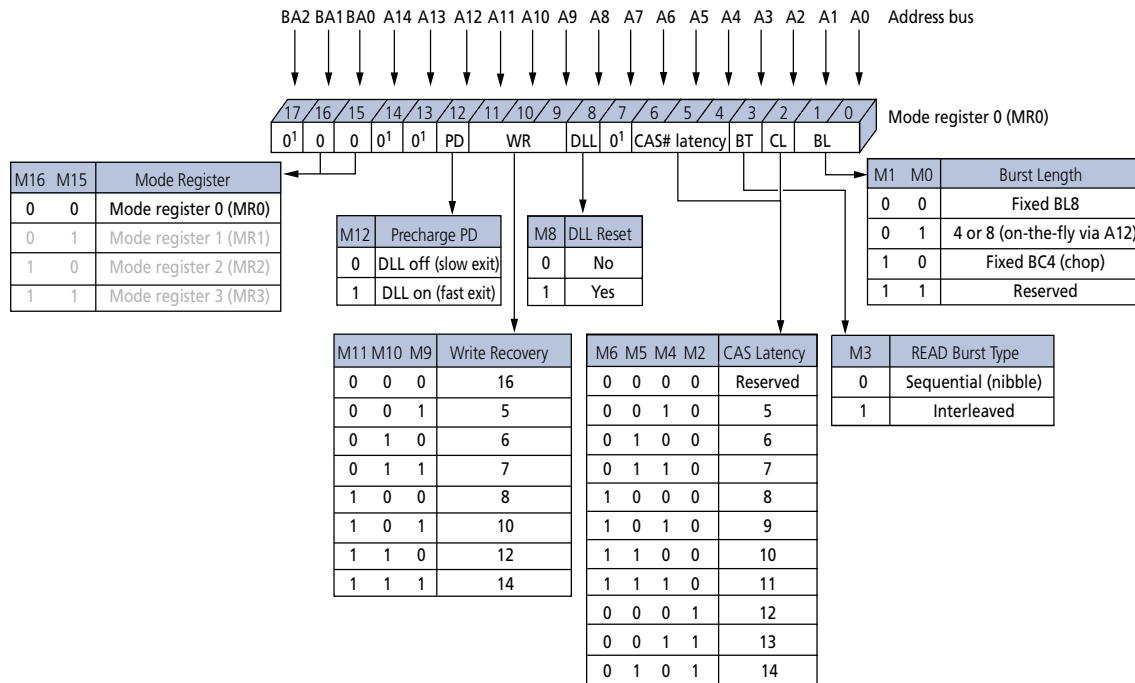 BA2 BA1 BA0 A14 A13 A12 A11 A10 A9 A8 A7 A6 A5 A4 A3 A2 A1 A0 Address bus
17 16 15 14 13 12 11 10 9 8 7 6 5 4 3 2 1 0
Mode register 0 (MR0)
0¹ 0 0 0¹ 0¹ PD WR DLL 0¹ CAS# latency BT CL BL
M16 M15 Mode Register
0 0 Mode register 0 (MR0)
0 1 Mode register 1 (MR1)
1 0 Mode register 2 (MR2)
1 1 Mode register 3 (MR3)
M12 Precharge PD
0 DLL off (slow exit)
1 DLL on (fast exit)
M8 DLL Reset
0 No
1 Yes
M1 M0 Burst Length
0 0 Fixed BL8
0 1 4 or 8 (on-the-fly via A12)
1 0 Fixed BC4 (chop)
1 1 Reserved
M11 M10 M9 Write Recovery
0 0 0 16
0 0 1 5
0 1 0 6
0 1 1 7
1 0 0 8
1 0 1 10
1 1 0 12
1 1 1 14
M6 M5 M4 M2 CAS Latency
0 0 0 0 Reserved
0 0 1 0 5
0 1 0 0 6
0 1 1 0 7
1 0 0 0 8
1 0 1 0 9
1 1 0 0 10
1 1 1 0 11
0 0 0 1 12
0 0 1 1 13
0 1 0 1 14
M3 READ Burst Type
0 Sequential (nibble)
1 Interleaved